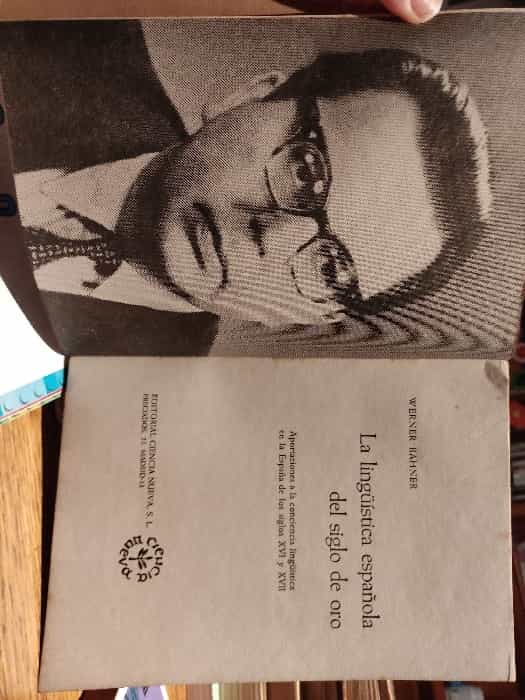 WERNER BAHNER
La lingüística española
del siglo de oro
Aportaciones a la conciencia lingüística
en la España de los siglos XVI y XVII
CIENCIA
NUEVA
EDITORIAL CIENCIA NUEVA, S. L.
PRECIADOS, 23 MADRID-13